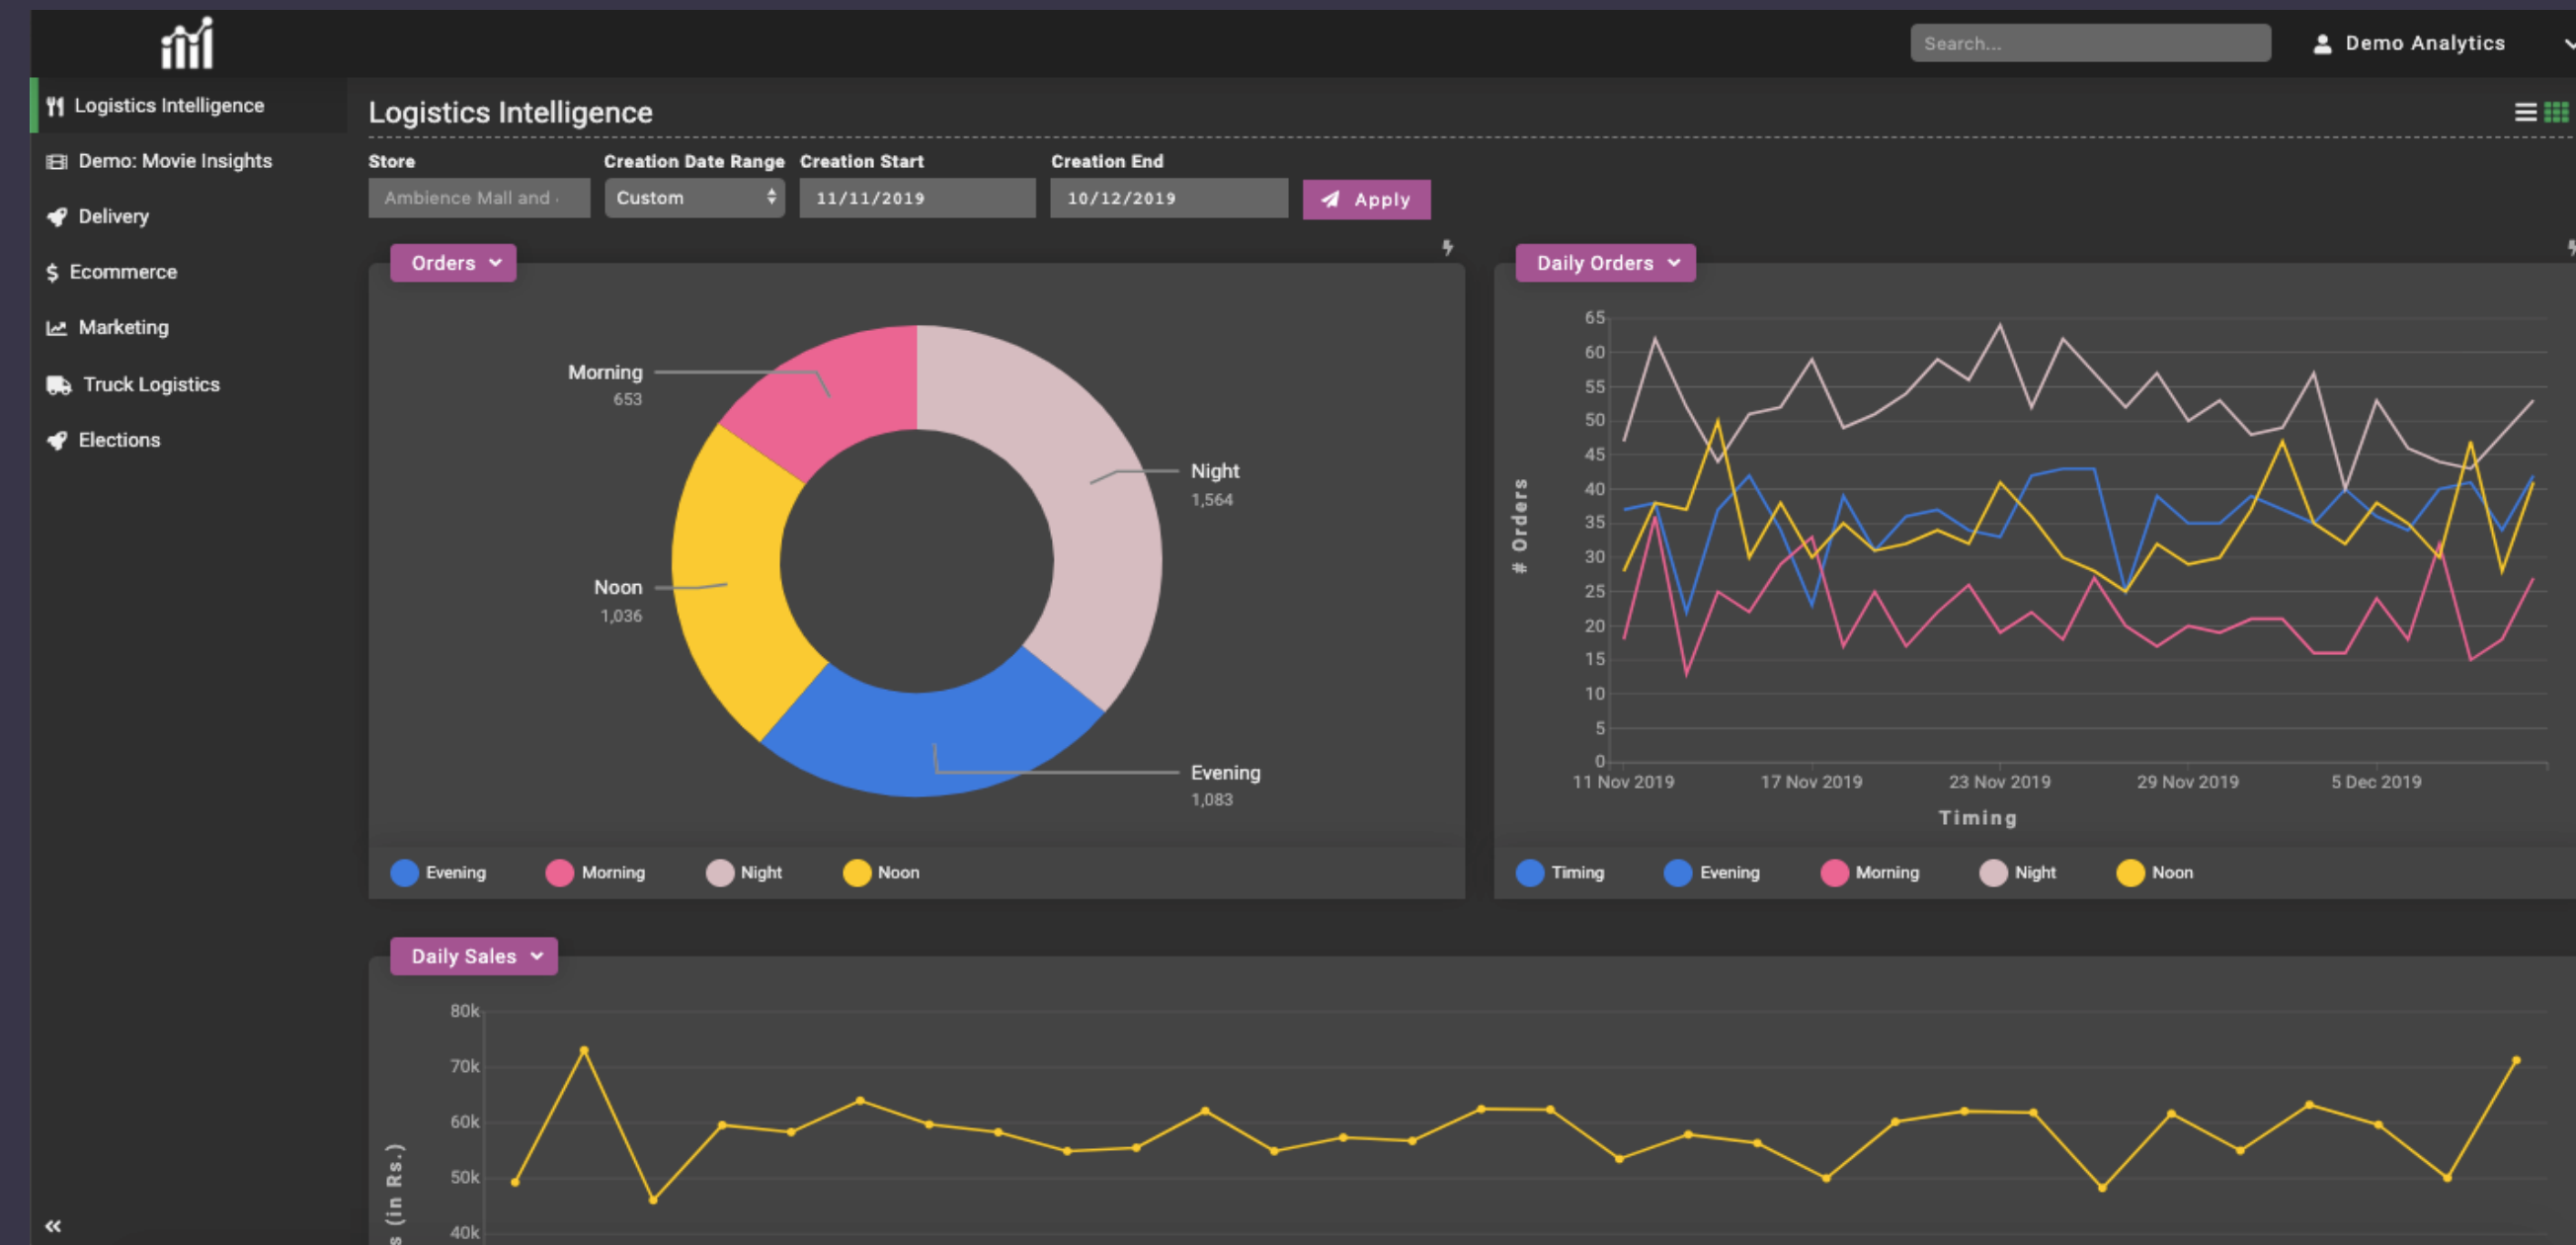 Search...
Demo Analytics
Logistics Intelligence
Demo: Movie Insights
Delivery
Ecommerce
Marketing
Truck Logistics
Elections
Logistics Intelligence
Store
Creation Date Range
Creation Start
Creation End
Ambience Mall and
Custom
11/11/2019
10/12/2019
Apply
Orders
Morning
653
Night
1,564
Noon
1,036
Evening
1,083
Evening
Morning
Night
Noon
Daily Orders
# Orders
65
60
55
50
45
40
35
30
25
20
15
10
5
0
11 Nov 2019
17 Nov 2019
23 Nov 2019
29 Nov 2019
5 Dec 2019
Timing
Timing
Evening
Morning
Night
Noon
Daily Sales
80k
70k
60k
50k
40k
s (in Rs.)